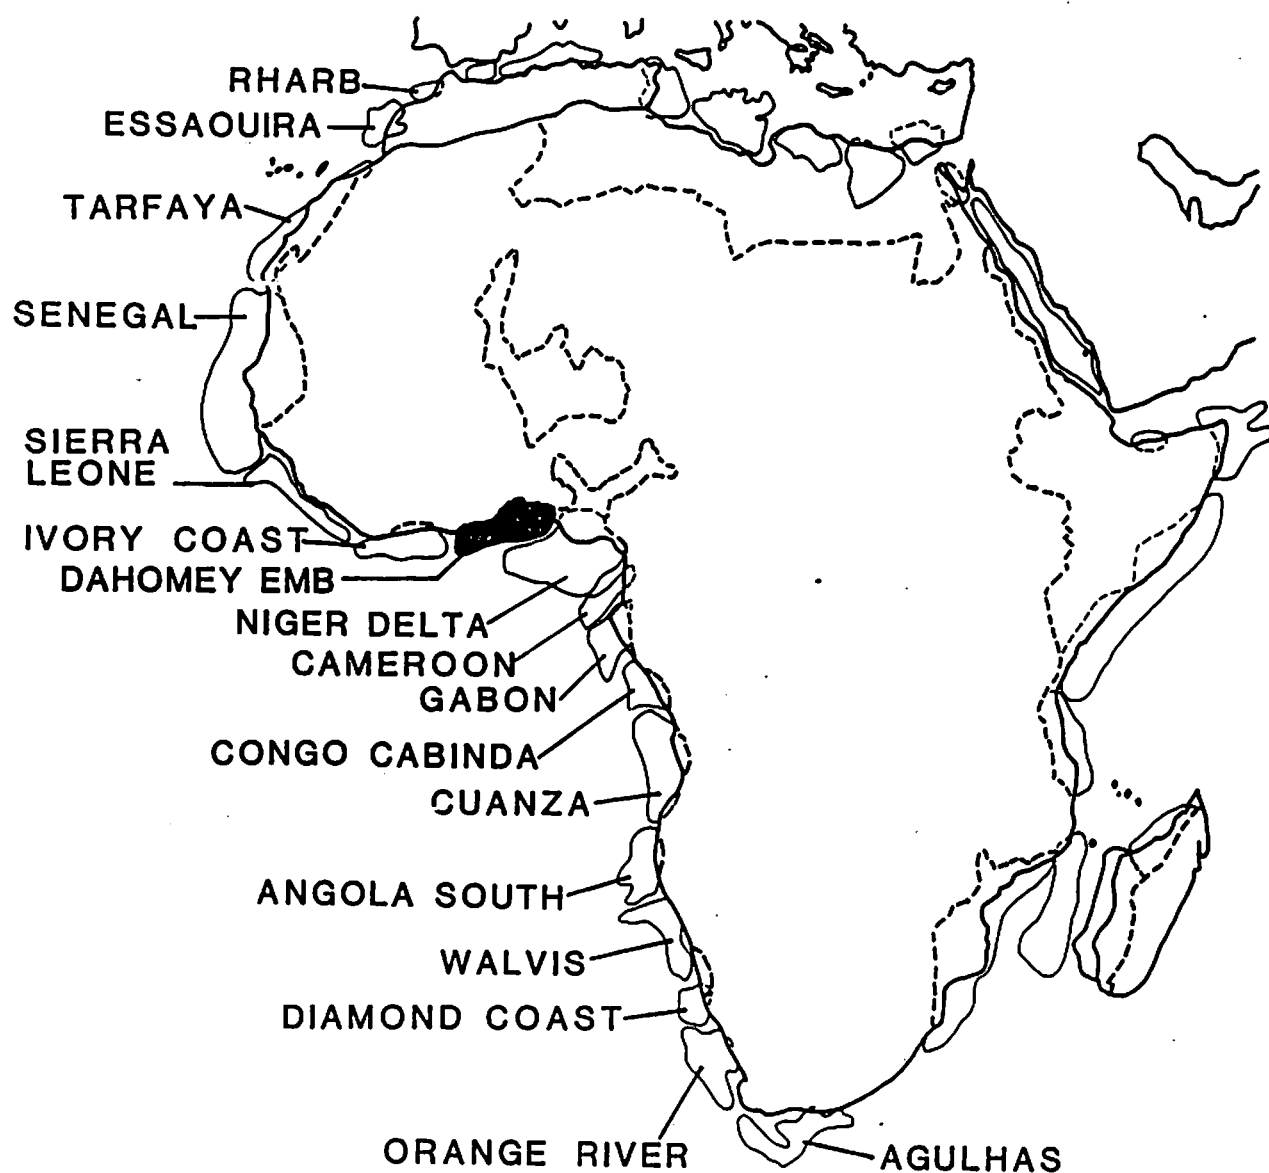 RHARB
ESSAOUIRA
TARFAYA
SENEGAL
SIERRA
LEONE
IVORY COAST
DAHOMEY EMB
NIGER DELTA
CAMEROON
GABON
CONGO CABINDA
CUANZA
ANGOLA SOUTH
WALVIS
DIAMOND COAST
ORANGE RIVER
AGULHAS